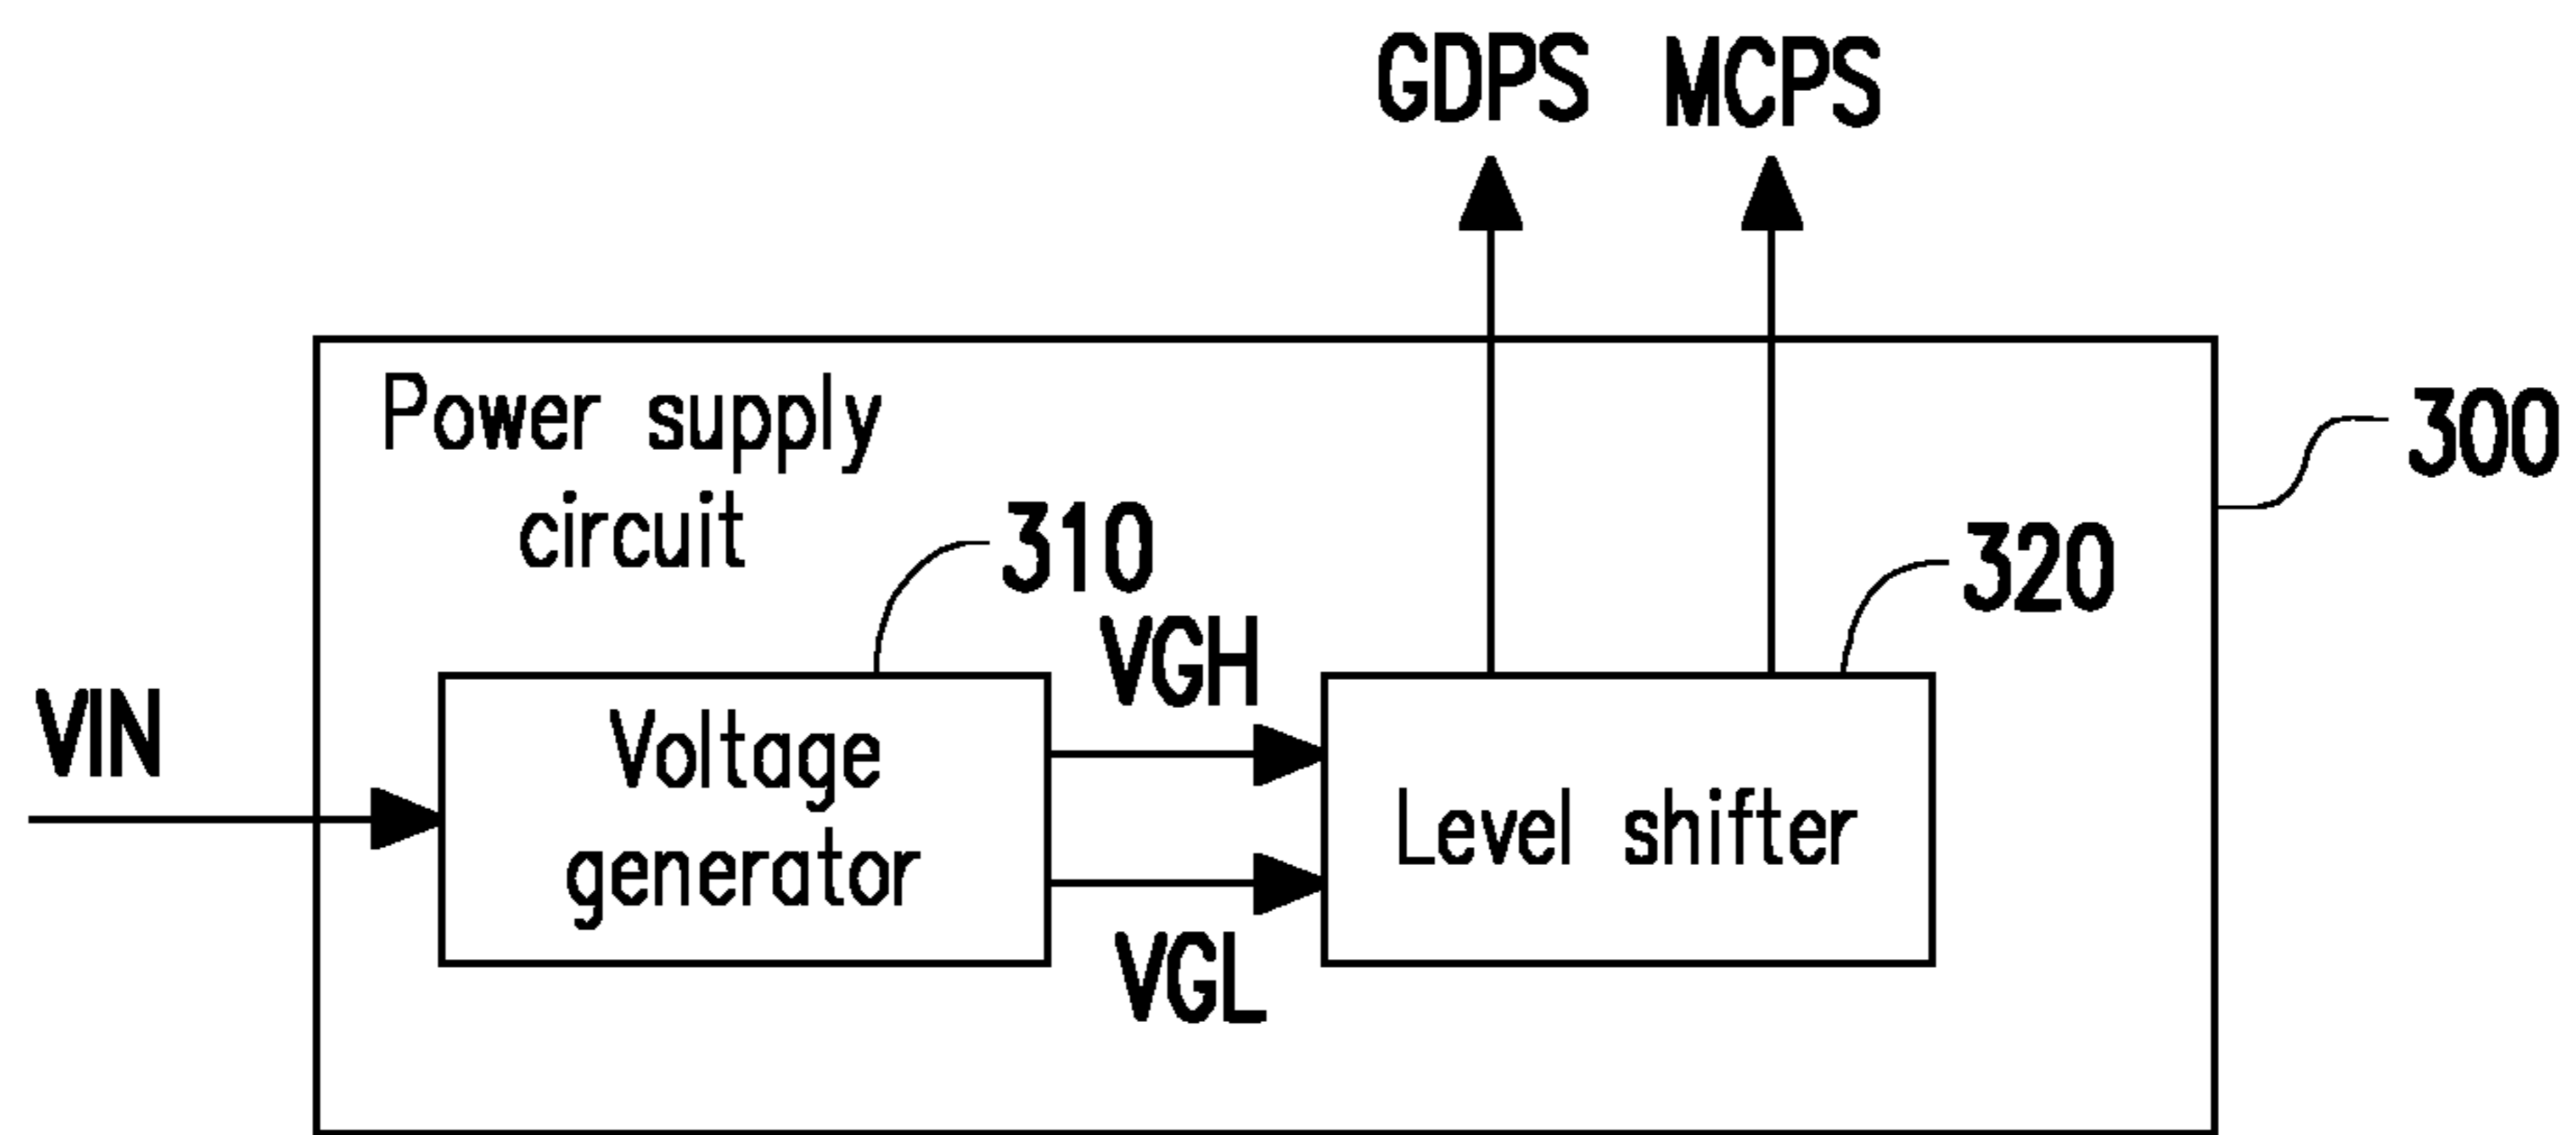 GDPS MCPS
Power supply
circuit
300
310
320
VGH
VIN
Voltage
generator
Level shifter
VGL